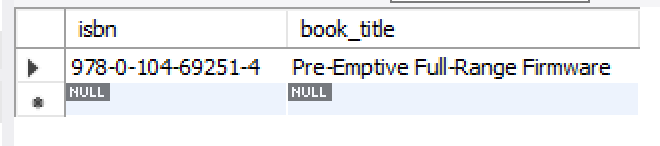 isbn book_title
978-0-104-69251-4 Pre-Emptive Full-Range Firmware
NULL NULL